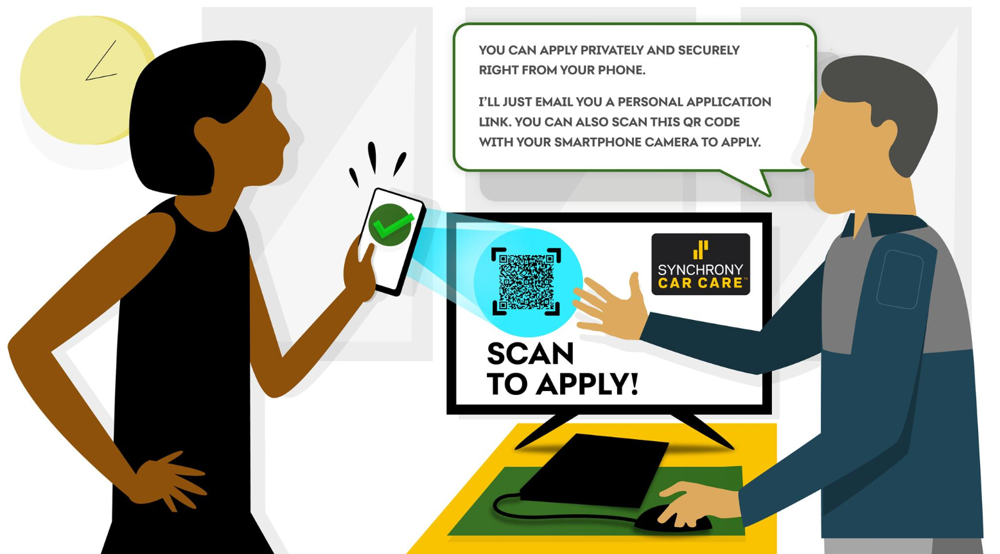 YOU CAN APPLY PRIVATELY AND SECURELY
RIGHT FROM YOUR PHONE.
I’LL JUST EMAIL YOU A PERSONAL APPLICATION
LINK. YOU CAN ALSO SCAN THIS QR CODE
WITH YOUR SMARTPHONE CAMERA TO APPLY.
SYNCHRONY
CAR CARE™
SCAN
TO APPLY!